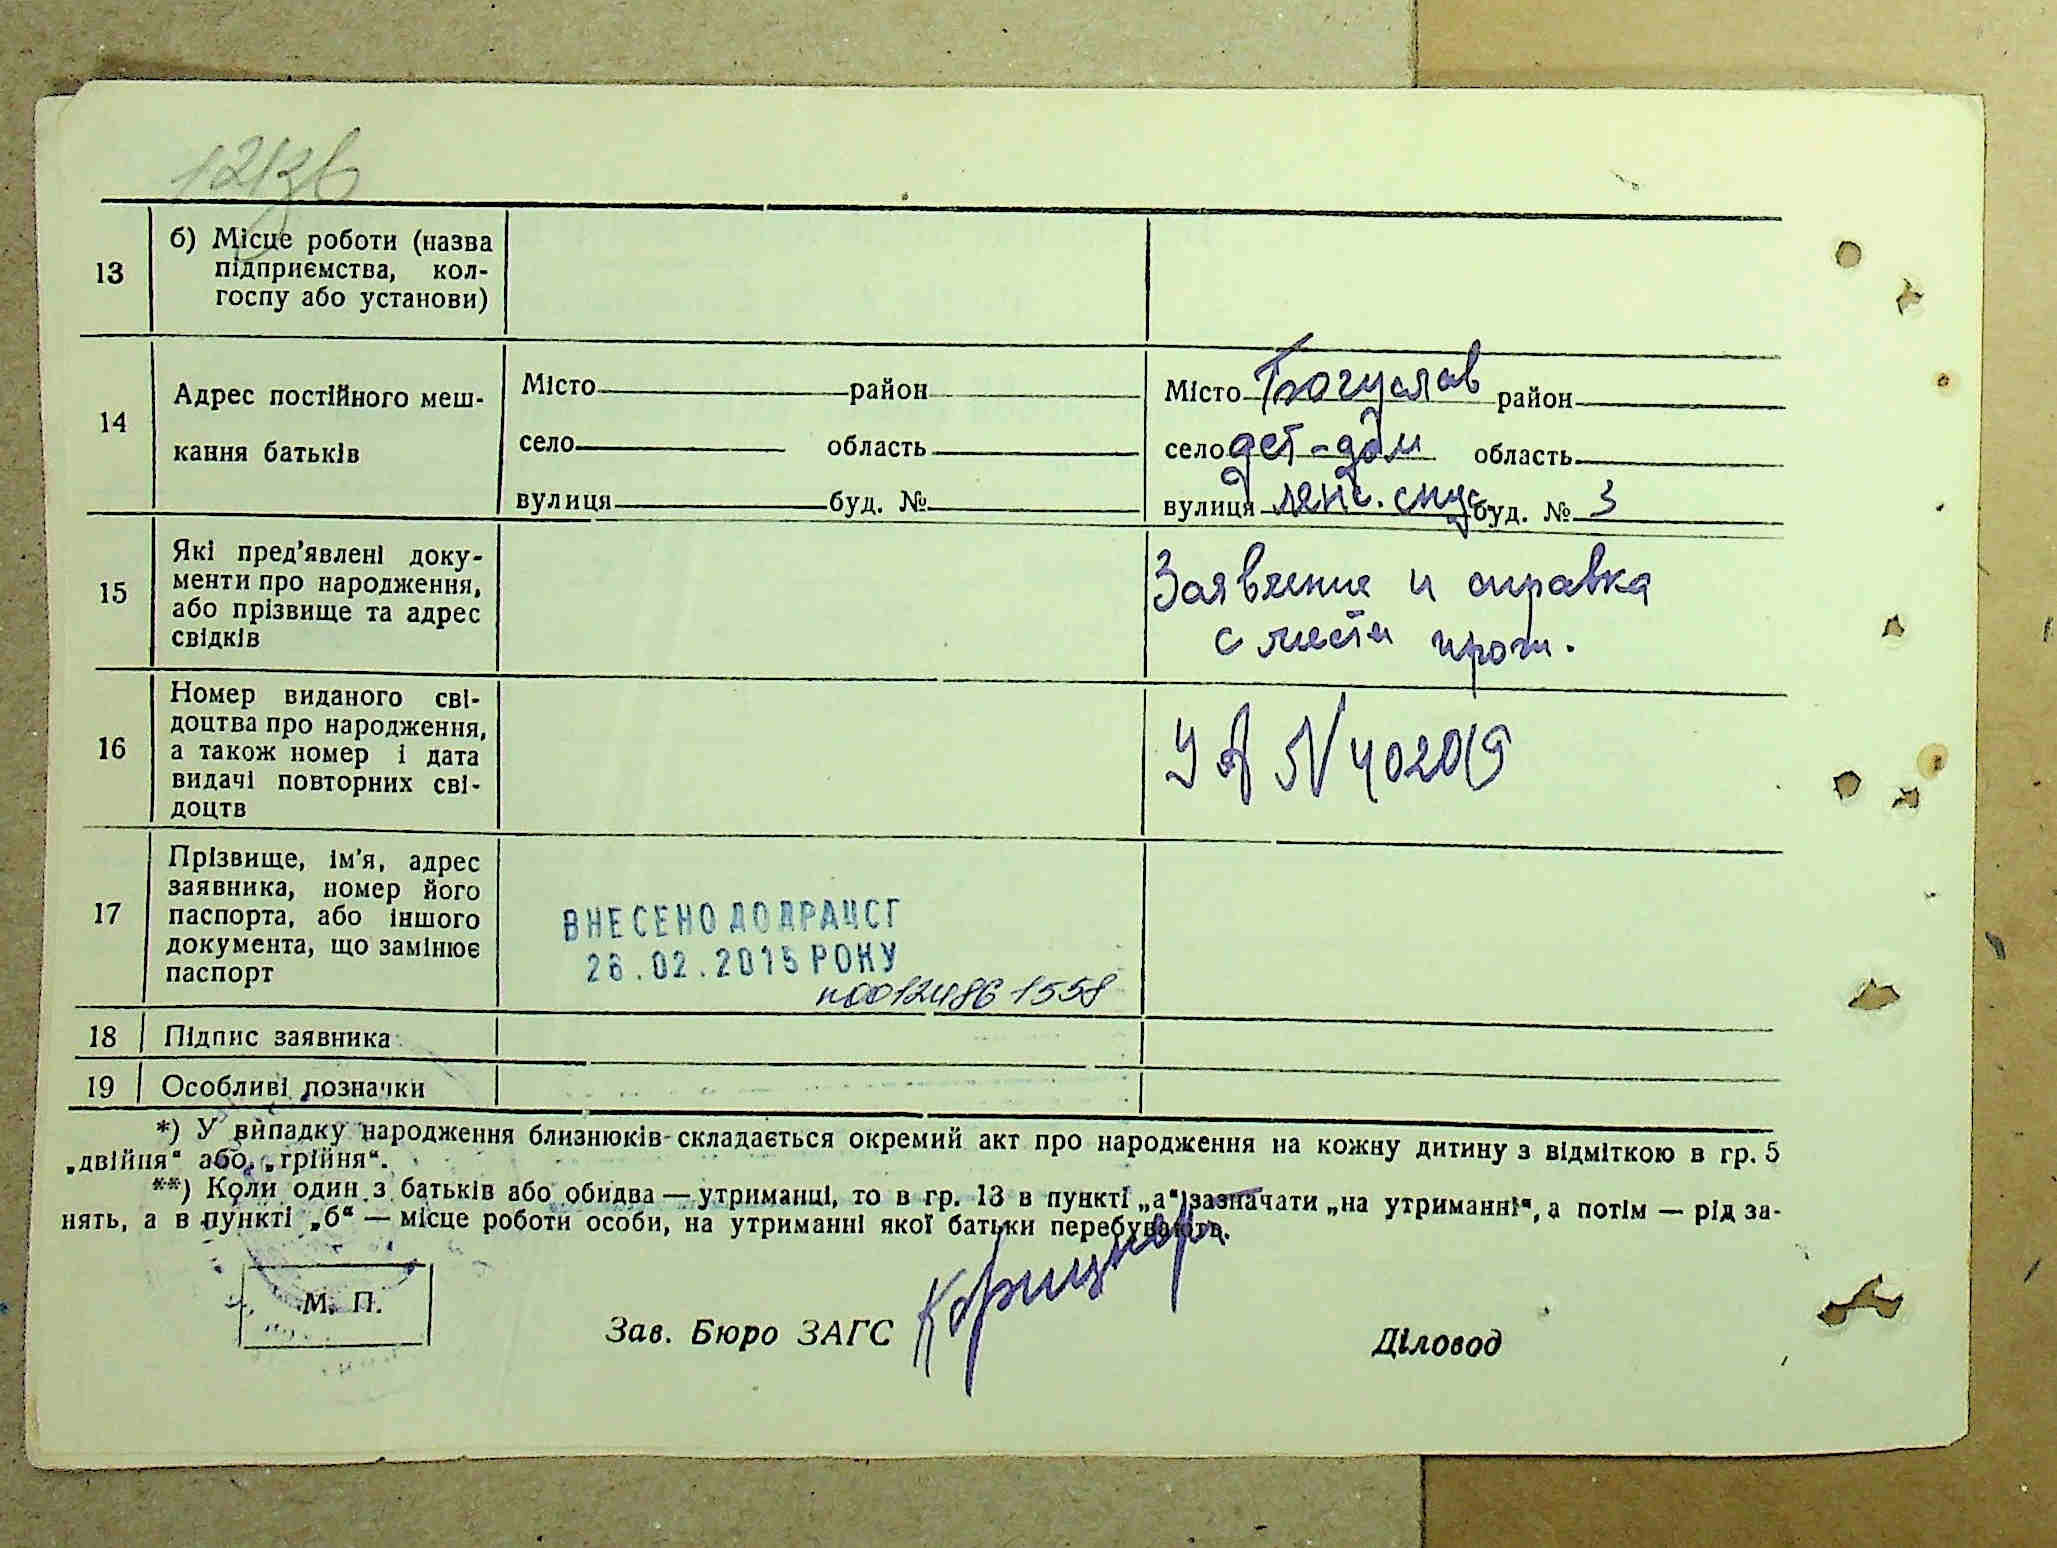 13
б) Місце роботи (назва
підприємства, кол-
госпу або установи)
14
Адрес постійного меш-
кання батьків
Місто район
село область
вулиця буд. №
Місто Богуслав район
село дет-дом область
вулиця буд. № 3
15
Які пред’явлені доку-
менти про народження,
або прізвище та адрес
свідків
Заявление и справка
с места прож.
16
Номер виданого сві-
доцтва про народження,
а також номер і дата
видачі повторних сві-
доцтв
УА N 402019
17
Прізвище, ім’я, адрес
заявника, номер його
паспорта, або іншого
документа, що замінює
паспорт
ВНЕСЕНО ДО ДРАЦСГ
26.02.2015 РОКУ
18 Підпис заявника
19 Особливі позначки
*) У випадку народження близнюків складається окремий акт про народження на кожну дитину з відміткою в гр. 5
„двійня“ або „трійня“.
**) Коли один з батьків або обидва — утриманці, то в гр. 13 в пункті „а“ зазначати „на утриманні“, а потім — рід за-
нять, а в пункті „б“ — місце роботи особи, на утриманні якої батьки перебувають.
М. П.
Зав. Бюро ЗАГС
Діловод